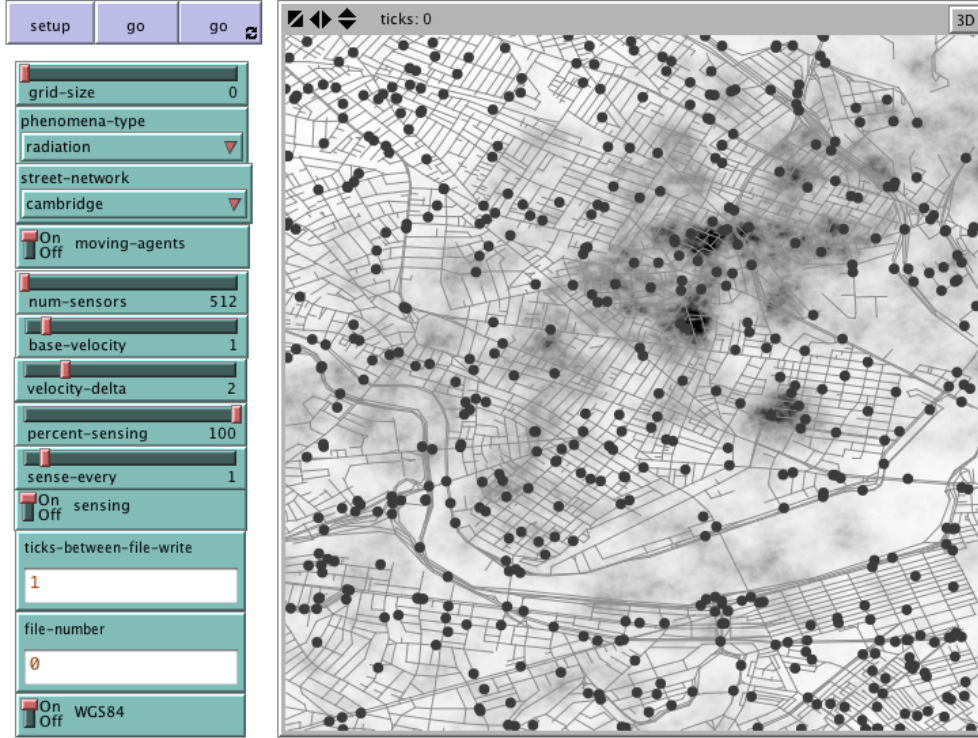 setup
go
go
ticks: 0
3D
grid-size 0
phenomena-type
radiation
street-network
cambridge
On
Off
moving-agents
num-sensors 512
base-velocity 1
velocity-delta 2
percent-sensing 100
sense-every 1
On
Off
sensing
ticks-between-file-write
1
file-number
0
On
Off
WGS84